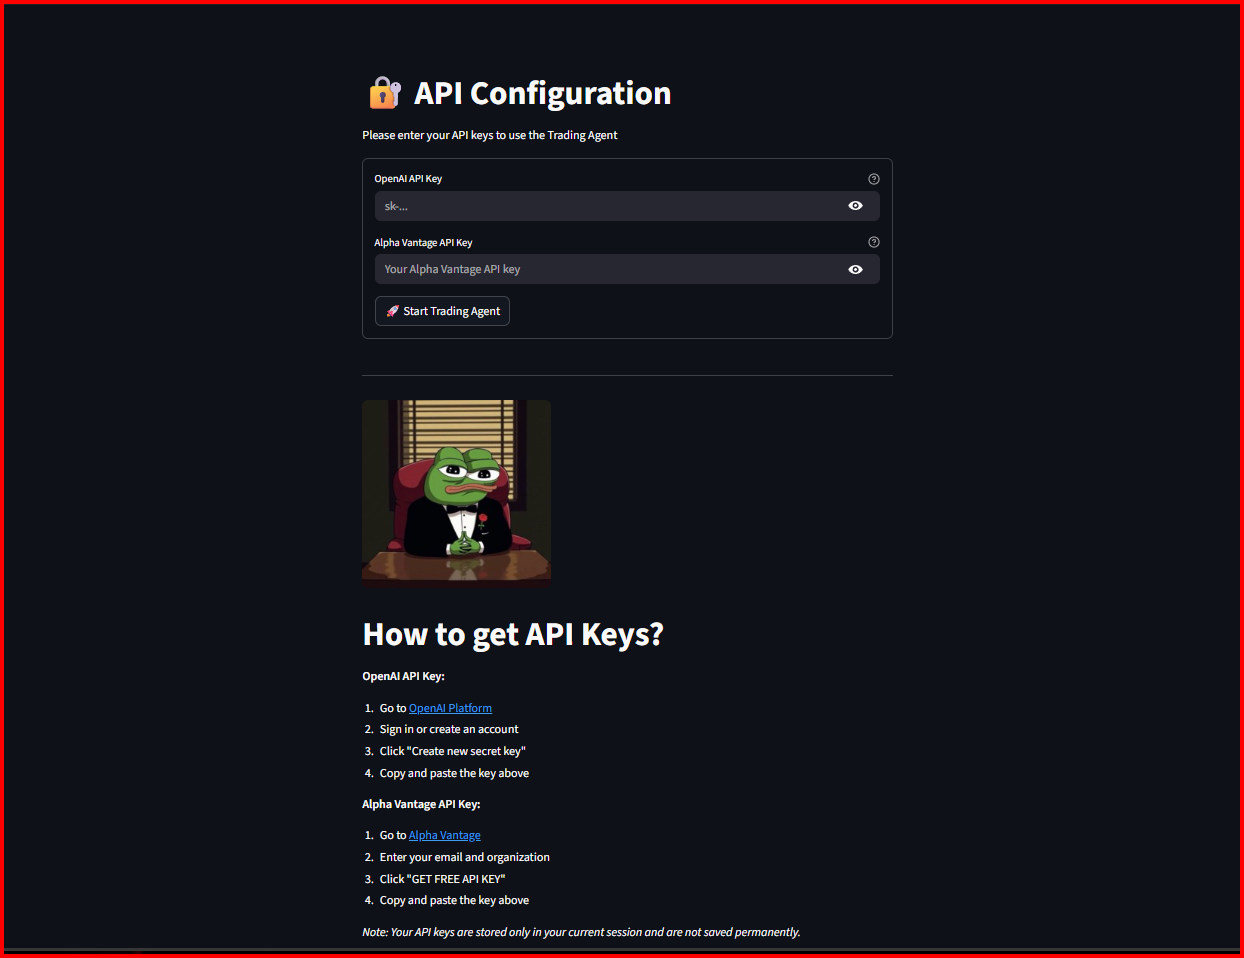 API Configuration
Please enter your API keys to use the Trading Agent
OpenAI API Key
sk-...
Alpha Vantage API Key
Your Alpha Vantage API key
🚀 Start Trading Agent
How to get API Keys?
OpenAI API Key:
1. Go to OpenAI Platform
2. Sign in or create an account
3. Click "Create new secret key"
4. Copy and paste the key above
Alpha Vantage API Key:
1. Go to Alpha Vantage
2. Enter your email and organization
3. Click "GET FREE API KEY"
4. Copy and paste the key above
Note: Your API keys are stored only in your current session and are not saved permanently.